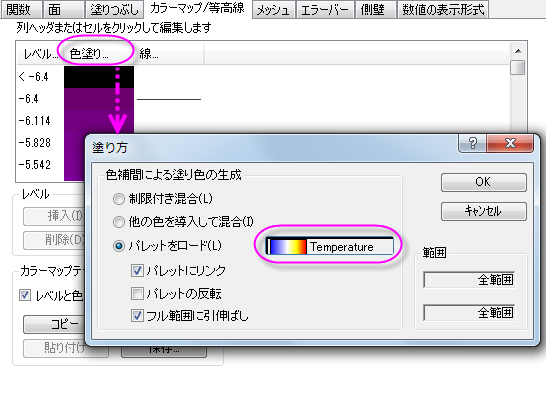 関数 面 塗りつぶし カラーマップ/等高線 メッシュ エラーバー 側壁 数値の表示形式
列ヘッダまたはセルをクリックして編集します
レベル... 色塗り... 線...
< -6.4
-6.4
-6.114
-5.828
-5.542
レベル
挿入(I)
削除(D)
カラーマップテ
レベルと色
コピー
貼り付け 保存...
塗り方
色補間による塗り色の生成
制限付き混合(L)
他の色を導入して混合(I)
パレットをロード(L) Temperature
パレットにリンク
パレットの反転
フル範囲に引伸ばし
OK
キャンセル
範囲
全範囲
全範囲